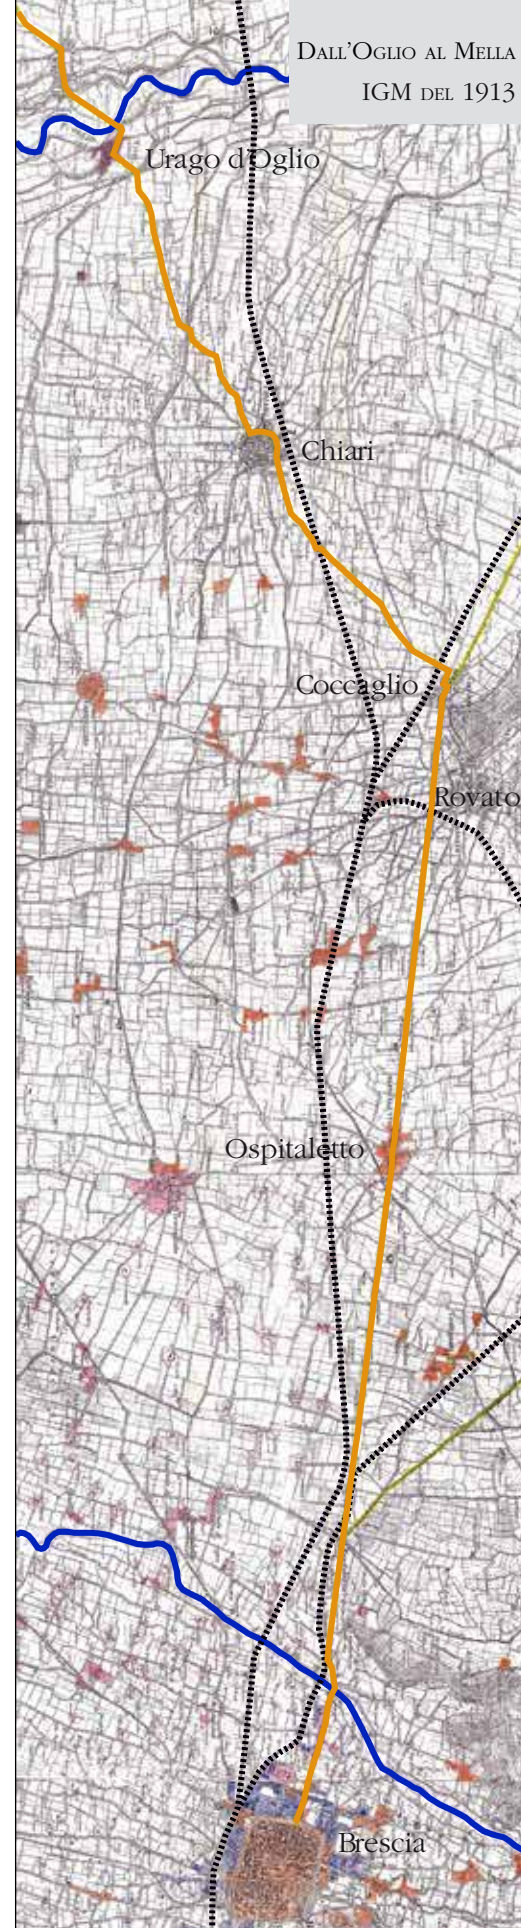 Dall'Oglio al Mella
IGM del 1913
Urago d'Oglio
Chiari
Coccaglio
Rovato
Ospitaletto
Brescia